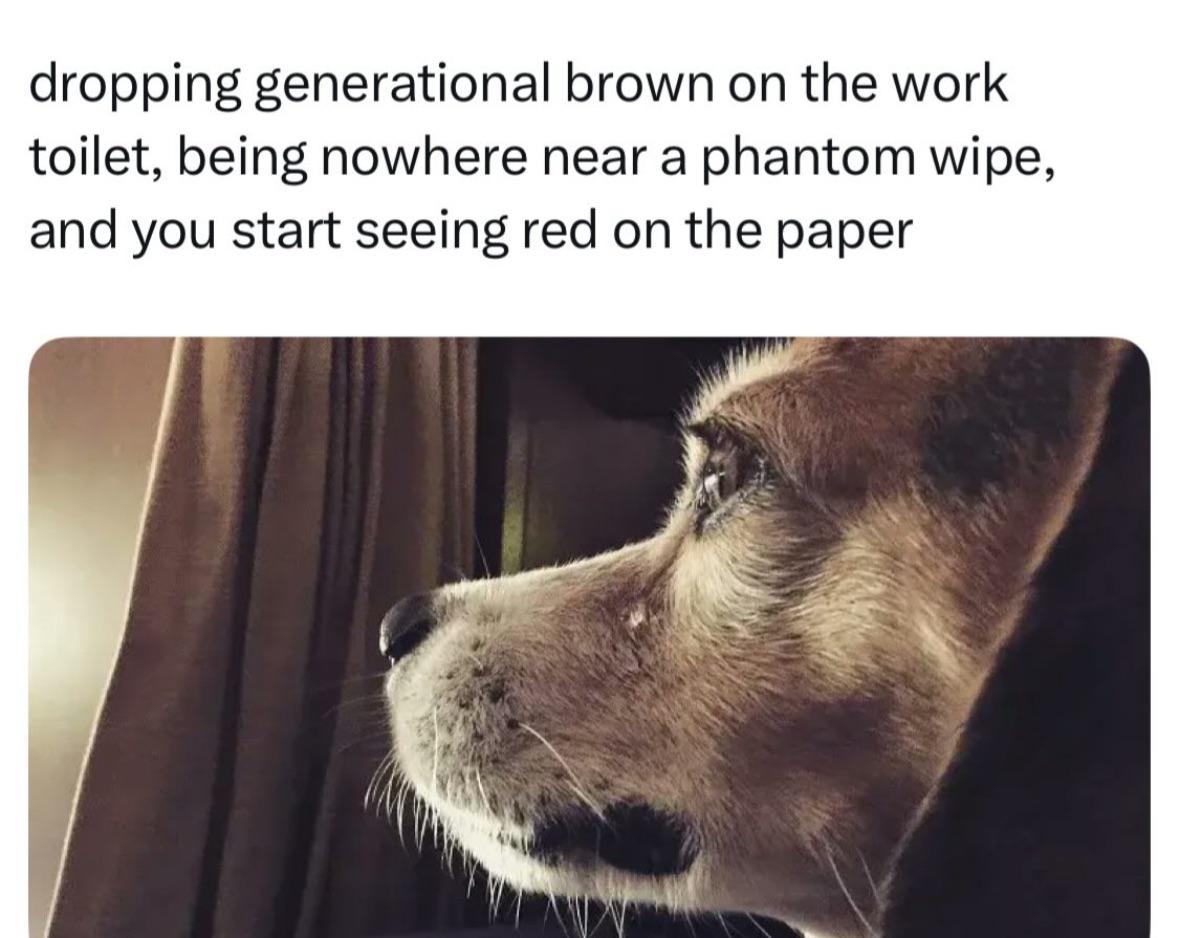 dropping generational brown on the work
toilet, being nowhere near a phantom wipe,
and you start seeing red on the paper